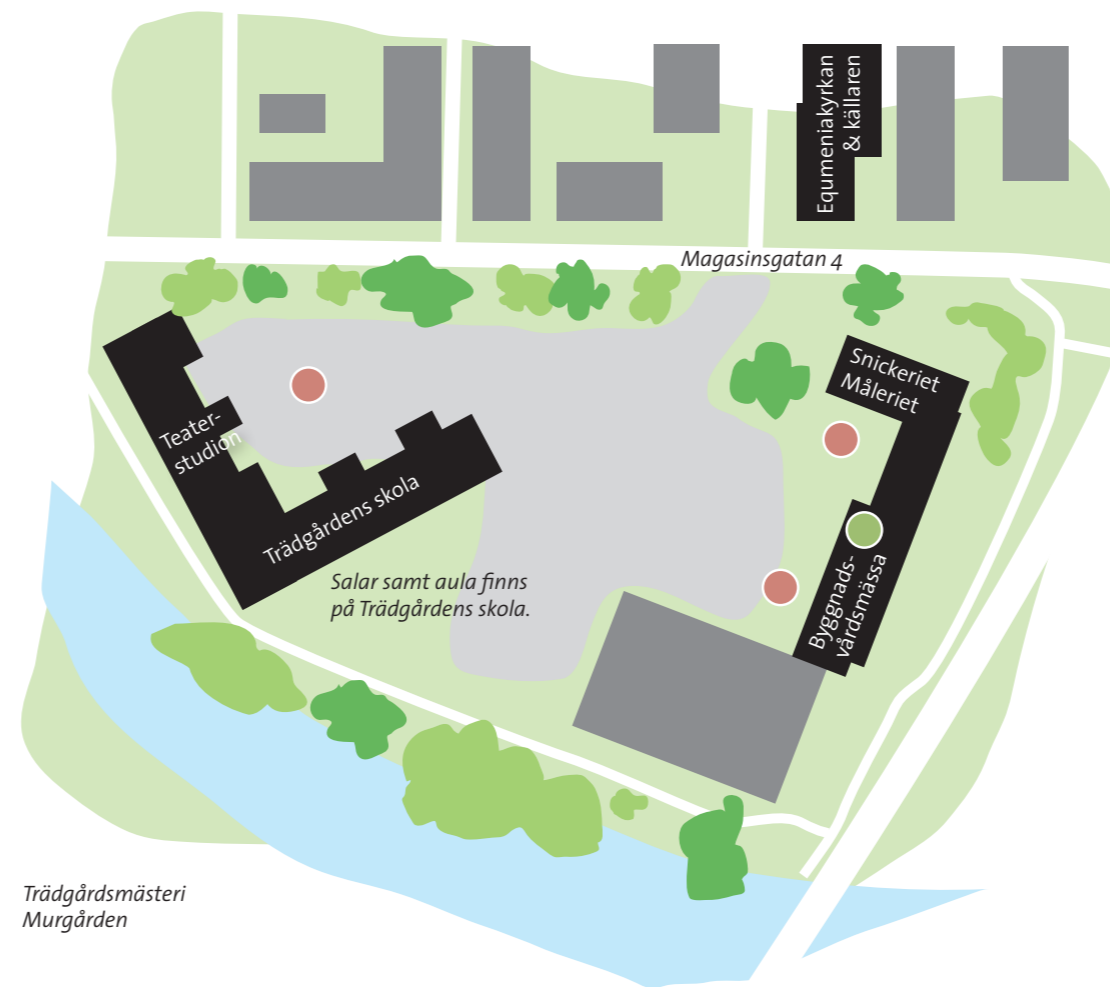 Equmeniakyrkan
& källaren
Magasinsgatan 4
Snickeriet
Måleriet
Teater-
studion
Trädgårdens skola
Byggnads-
vårdsmässa
Salar samt aula finns
på Trädgårdens skola.
Trädgårdsmästeri
Murgården